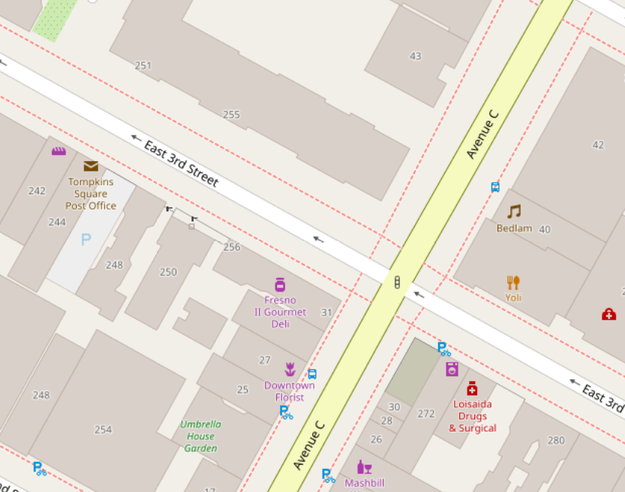 43
251
255
Avenue C
42
East 3rd Street
Tompkins
Square
Post Office
242
244
P
248
250
256
Bedlam
40
Yoli
Fresno
II Gourmet
Deli
31
27
Downtown
Florist
25
P
P
East 3rd
Loisaida
Drugs
& Surgical
30
28
272
26
280
248
254
Umbrella
House
Garden
Avenue C
P
P
Mashbill
17